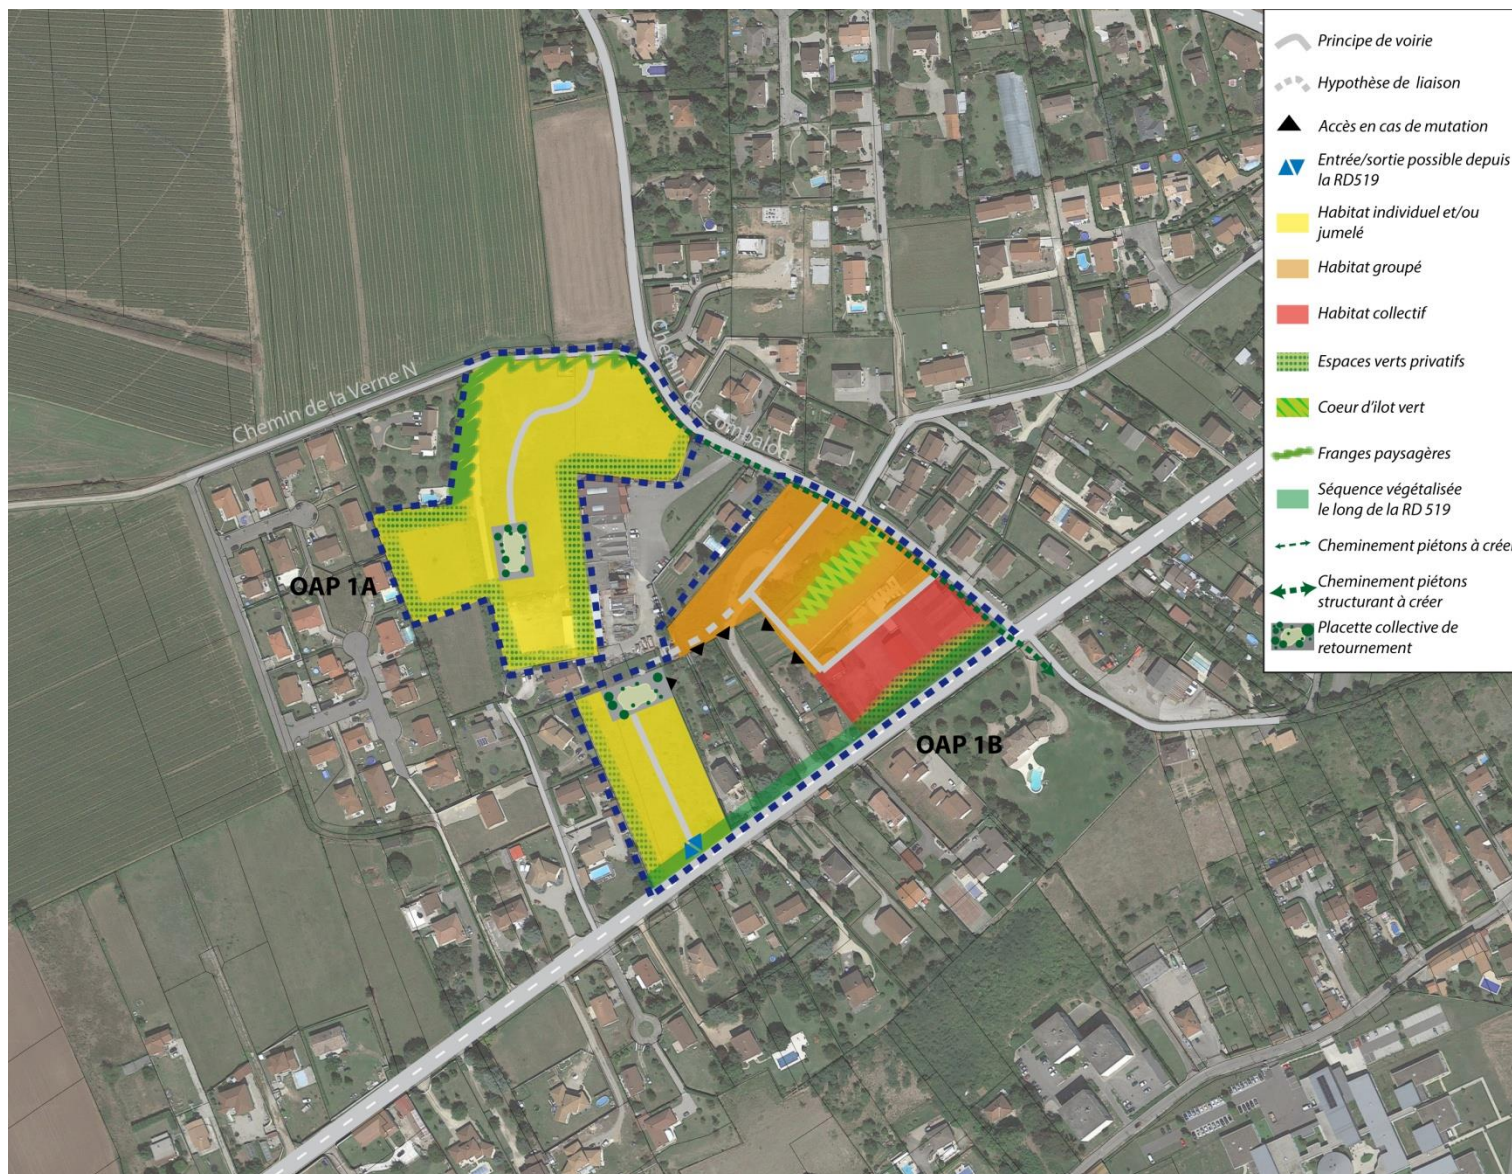 Principe de voirie
Hypothèse de liaison
Accès en cas de mutation
Entrée/sortie possible depuis
la RD519
Habitat individuel et/ou
jumelé
Habitat groupé
Habitat collectif
Espaces verts privatifs
Coeur d'ilot vert
Franges paysagères
Séquence végétalisée
le long de la RD 519
Cheminement piétons à créer
Cheminement piétons
structurant à créer
Placette collective de
retournement
Chemin de la Verne N
Chemin de Combalon
OAP 1A
OAP 1B